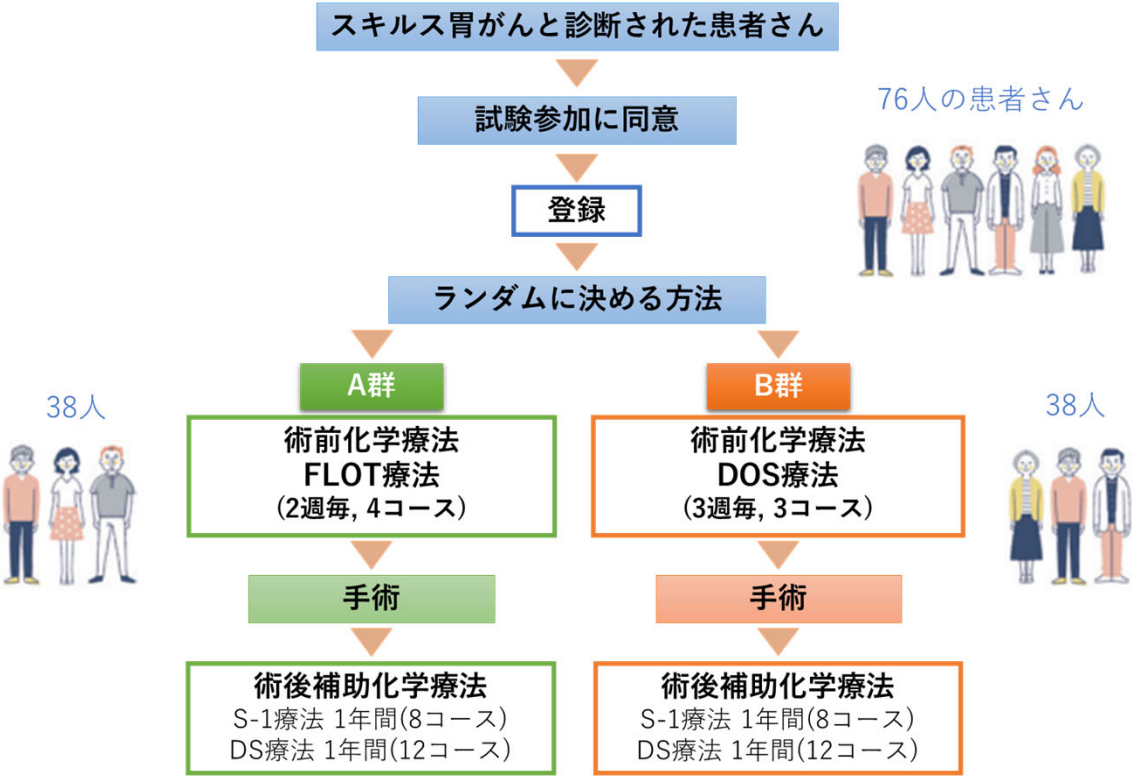 スキルス胃がんと診断された患者さん
試験参加に同意
76人の患者さん
登録
ランダムに決める方法
A群
B群
38人
38人
術前化学療法
FLOT療法
(2週毎, 4コース)
術前化学療法
DOS療法
(3週毎, 3コース)
手術
手術
術後補助化学療法
S-1療法 1年間(8コース)
DS療法 1年間(12コース)
術後補助化学療法
S-1療法 1年間(8コース)
DS療法 1年間(12コース)